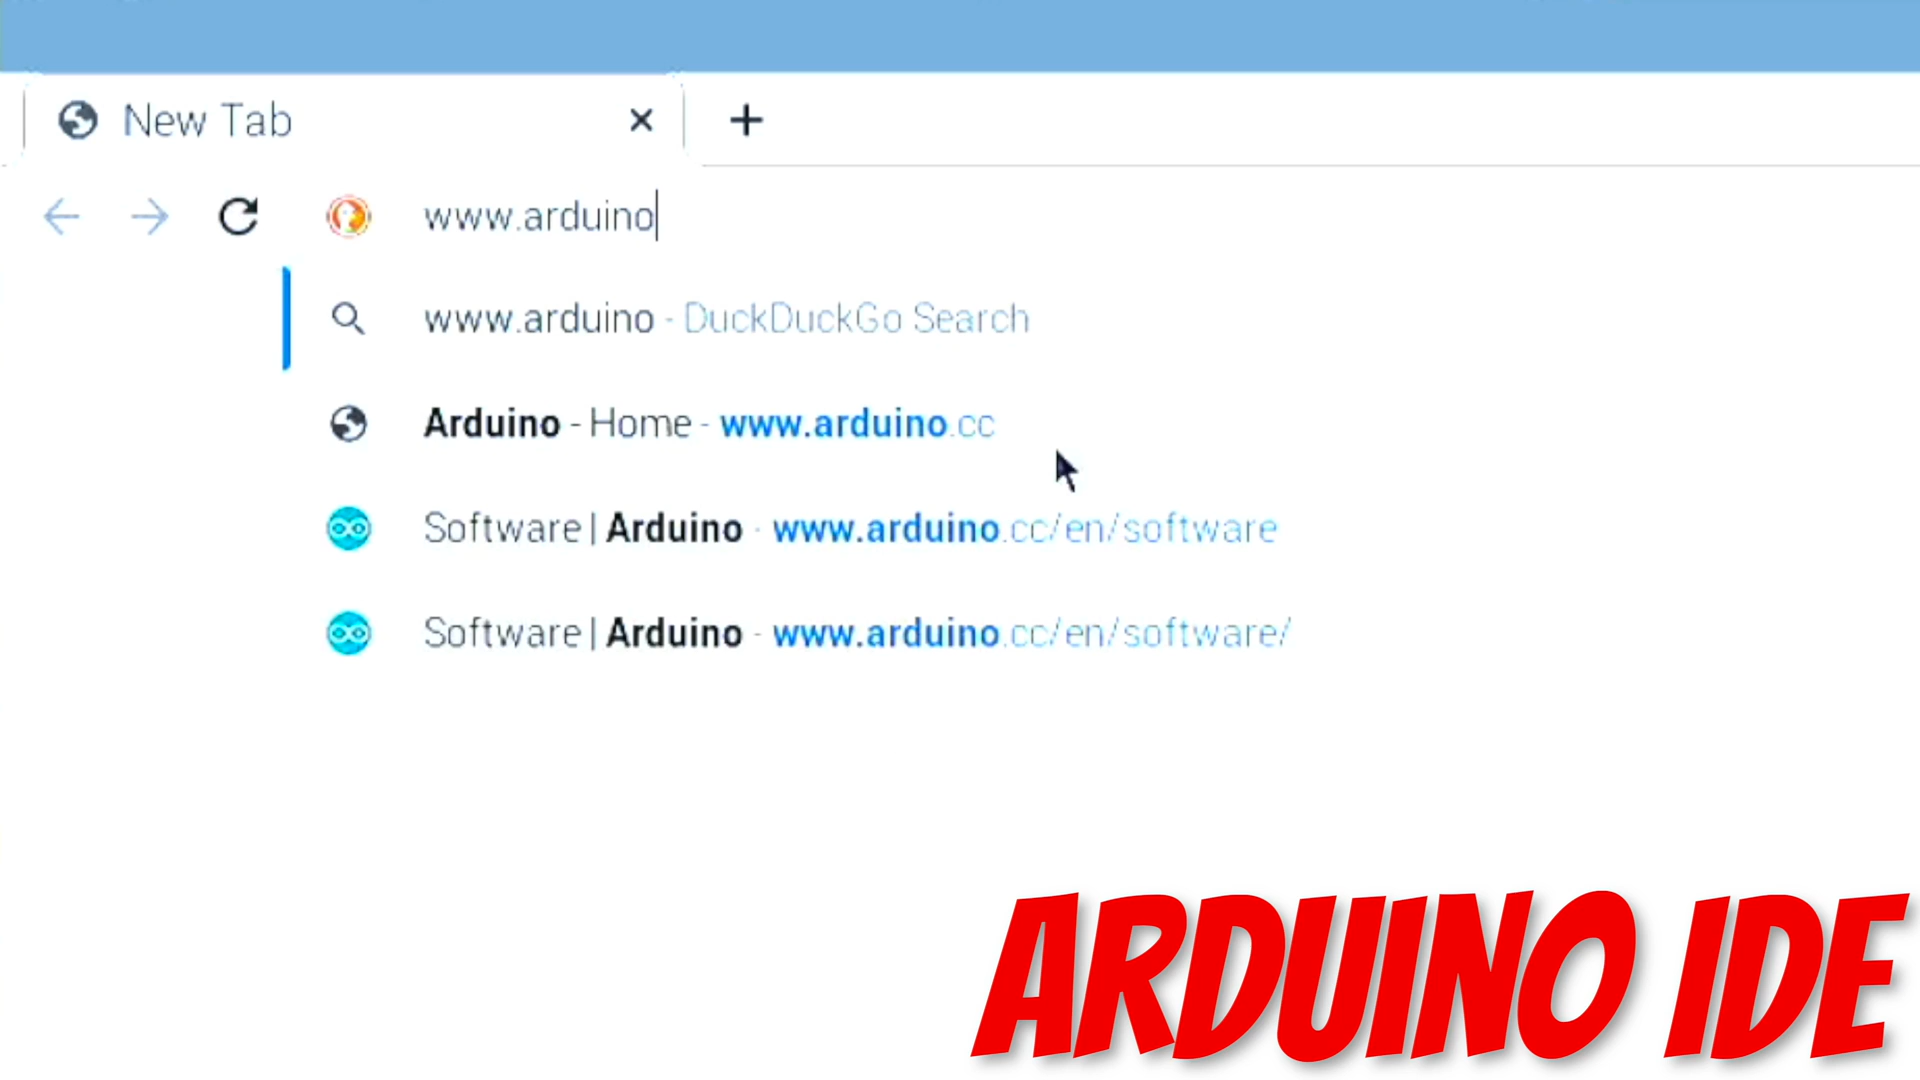 New Tab
www.arduino
www.arduino - DuckDuckGo Search
Arduino - Home - www.arduino.cc
Software | Arduino - www.arduino.cc/en/software
Software | Arduino - www.arduino.cc/en/software/
ARDUINO IDE